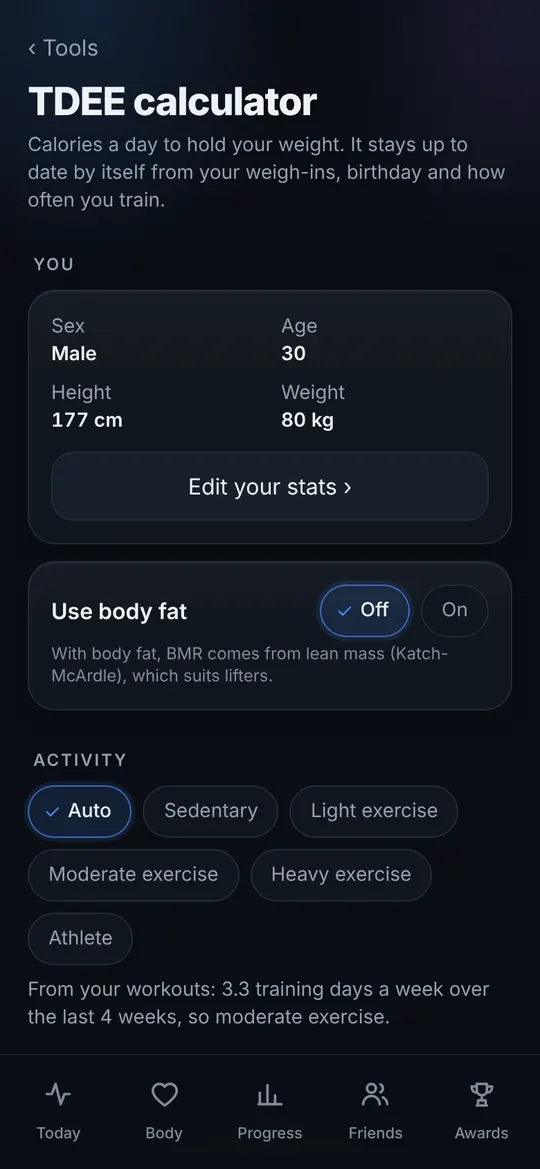 ‹ Tools
TDEE calculator
Calories a day to hold your weight. It stays up to
date by itself from your weigh-ins, birthday and how
often you train.
YOU
Sex
Male
Age
30
Height
177 cm
Weight
80 kg
Edit your stats ›
Use body fat
Off
On
With body fat, BMR comes from lean mass (Katch-
McArdle), which suits lifters.
ACTIVITY
Auto
Sedentary
Light exercise
Moderate exercise
Heavy exercise
Athlete
From your workouts: 3.3 training days a week over
the last 4 weeks, so moderate exercise.
Today
Body
Progress
Friends
Awards